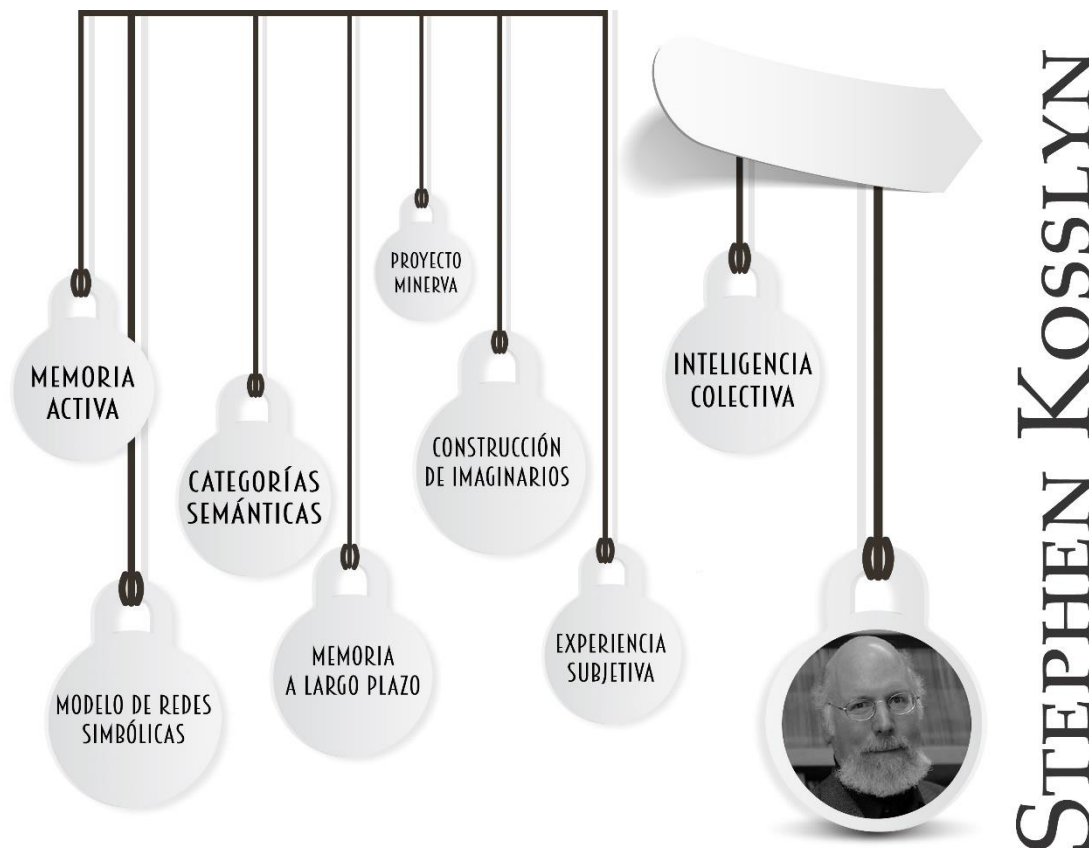 PROYECTO
MINERVA
MEMORIA
ACTIVA
INTELIGENCIA
COLECTIVA
CONSTRUCCIÓN
DE IMAGINARIOS
CATEGORÍAS
SEMÁNTICAS
EXPERIENCIA
SUBJETIVA
MEMORIA
A LARGO PLAZO
MODELO DE REDES
SIMBÓLICAS
STEPHEN KOSSLYN